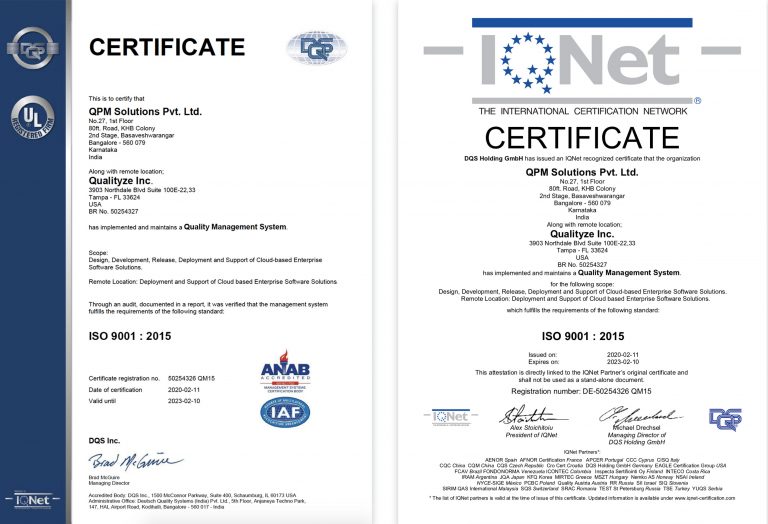 DQS
UL
REGISTERED FIRM
IQNet
CERTIFICATE
DQS
This is to certify that
QPM Solutions Pvt. Ltd.
No.27, 1st Floor
80ft. Road, KHB Colony
2nd Stage, Basaveshwarangar
Bangalore - 560 079
Karnataka
India
Along with remote location;
Qualityze Inc.
3903 Northdale Blvd Suite 100E-22,33
Tampa - FL 33624
USA
BR No. 50254327
has implemented and maintains a Quality Management System.
Scope:
Design, Development, Release, Deployment and Support of Cloud-based Enterprise
Software Solutions.
Remote Location: Deployment and Support of Cloud based Enterprise Software Solutions
Through an audit, documented in a report, it was verified that the management system
fulfills the requirements of the following standard:
ISO 9001 : 2015
Certificate registration no. 50254326 QM15
Date of certification 2020-02-11
Valid until 2023-02-10
ANAB
ACCREDITED
MANAGEMENT SYSTEMS
CERTIFICATION BODY
IAF
DQS Inc.
Brad McGuire
Brad McGuire
Managing Director
Accredited Body: DQS Inc., 1500 McConnor Parkway, Suite 400, Schaumburg, IL 60173 USA
Administrative Office: Deutsch Quality Systems (India) Pvt. Ltd., 5th Floor, Anjaneya Techno Park,
147, HAL Airport Road, Kodihalli, Bangalore - 560 017 - India
IQNet ®
THE INTERNATIONAL CERTIFICATION NETWORK
CERTIFICATE
DQS Holding GmbH has issued an IQNet recognized certificate that the organization
QPM Solutions Pvt. Ltd.
No.27, 1st Floor
80ft. Road, KHB Colony
2nd Stage, Basaveshwarangar
Bangalore - 560 079
Karnataka
India
Along with remote location;
Qualityze Inc.
3903 Northdale Blvd Suite 100E-22,33
Tampa - FL 33624
USA
BR No. 50254327
has implemented and maintains a Quality Management System.
for the following scope:
Design, Development, Release, Deployment and Support of Cloud-based Enterprise Software Solutions.
Remote Location: Deployment and Support of Cloud based Enterprise Software Solutions.
which fulfills the requirements of the following standard:
ISO 9001 : 2015
Issued on: 2020-02-11
Expires on: 2023-02-10
This attestation is directly linked to the IQNet Partner's original certificate and
shall not be used as a stand-alone document.
Registration number: DE-50254326 QM15
IQNet
Alex Stoichitoiu
President of IQNet
Michael Drechsel
Managing Director of
DQS Holding GmbH
DQS
IQNet Partners*:
AENOR Spain AFNOR Certification France APCER Portugal CCC Cyprus CISQ Italy
CQC China CQM China CQS Czech Republic Cro Cert Croatia DQS Holding GmbH Germany EAGLE Certification Group USA
FCAV Brazil FONDONORMA Venezuela ICONTEC Colombia Inspecta Sertifiointi Oy Finland INTECO Costa Rica
IRAM Argentina JQA Japan KFQ Korea MIRTEC Greece MSZT Hungary Nemko AS Norway NSAI Ireland
NYCE-SIGE México PCBC Poland Quality Austria Austria RR Russia SII Israel SIQ Slovenia
SIRIM QAS International Malaysia SQS Switzerland SRAC Romania TEST St Petersburg Russia TSE Turkey YUQS Serbia
* The list of IQNet partners is valid at the time of issue of this certificate. Updated information is available under www.iqnet-certification.com